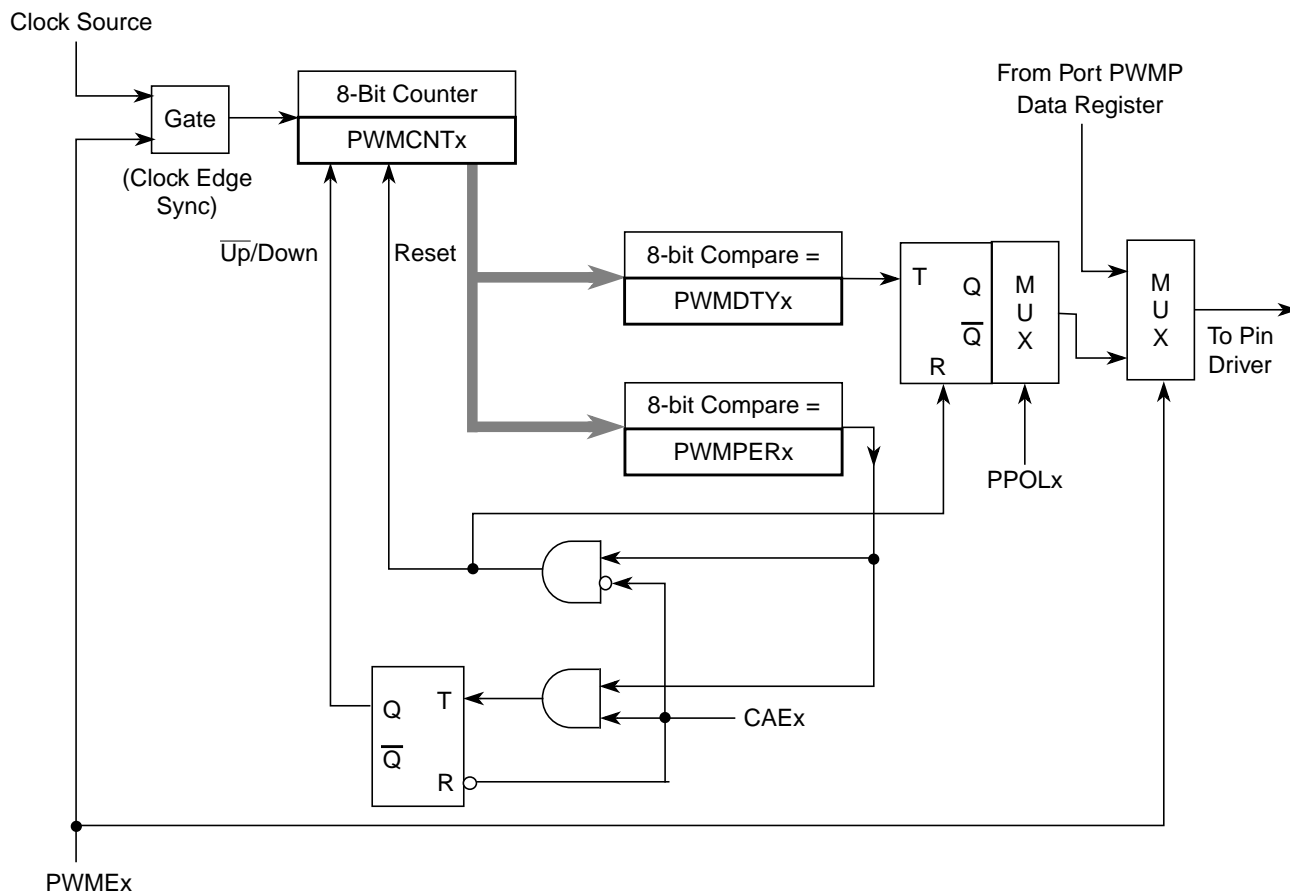 Clock Source
8-Bit Counter
PWMCNTx
Gate
(Clock Edge
Sync)
From Port PWMP
Data Register
U̅p̅/Down
Reset
8-bit Compare =
PWMDTYx
T
Q
Q̅
R
M
U
X
M
U
X
To Pin
Driver
8-bit Compare =
PWMPERx
PPOLx
Q
T
Q̅
R
CAEx
PWMEx